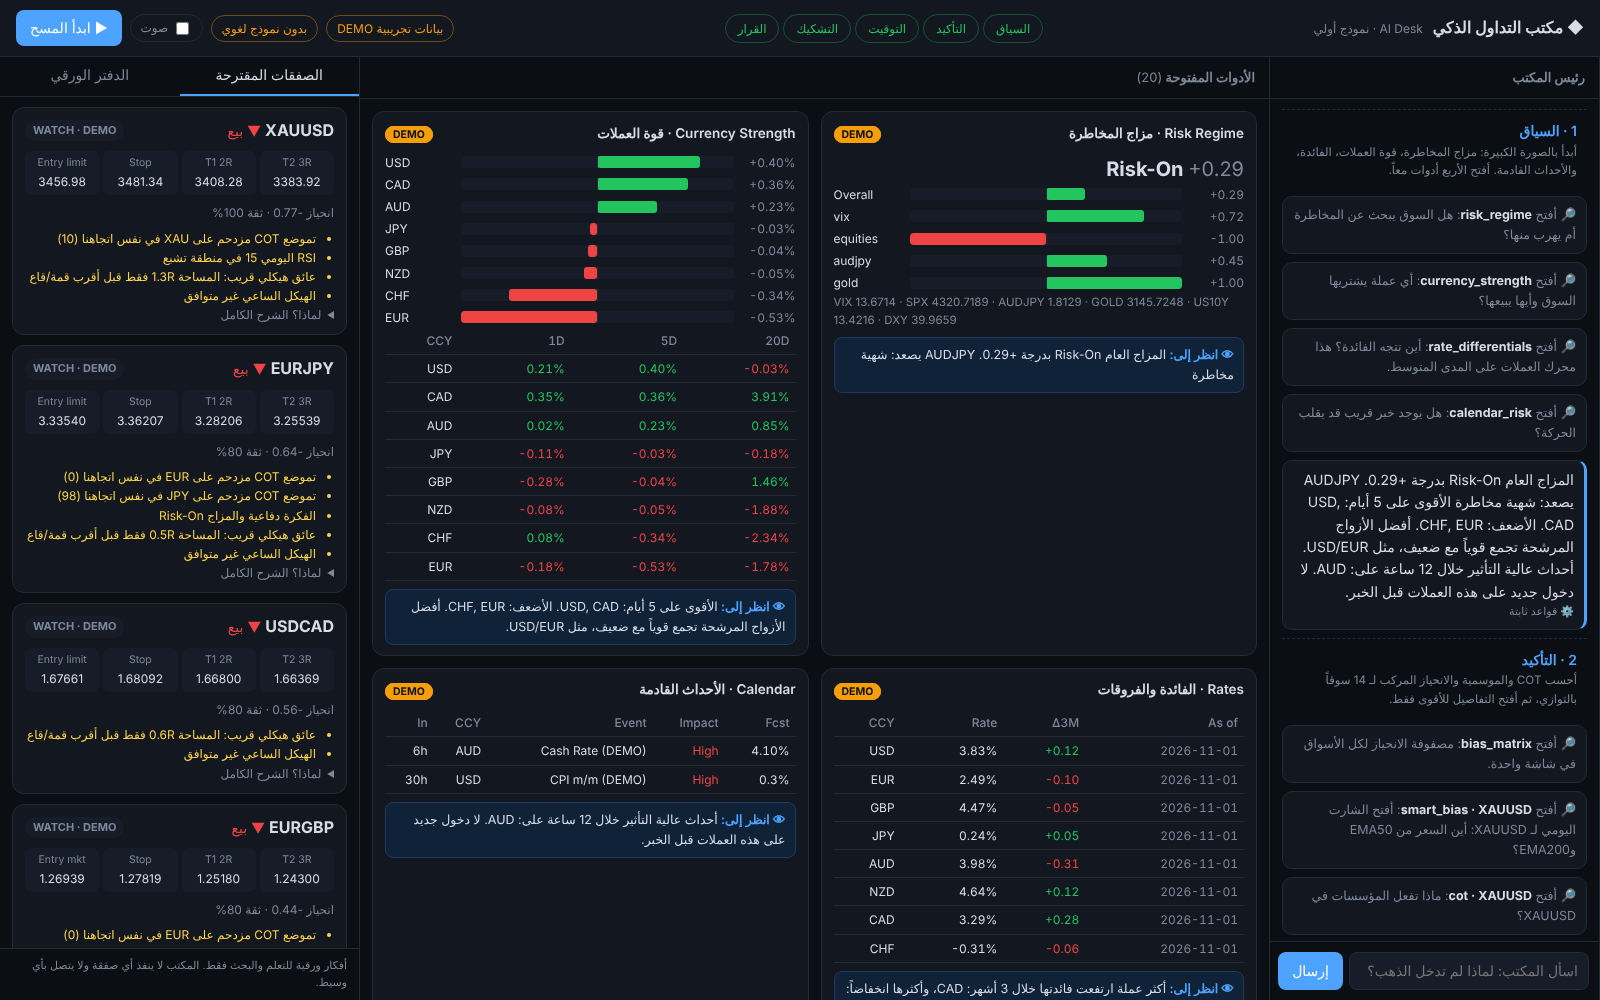 ◆ مكتب التداول الذكي AI Desk · نموذج أولي
السياق
التأكيد
التوقيت
التشكيك
القرار
بيانات تجريبية DEMO
بدون نموذج لغوي
صوت
▶ ابدأ المسح
رئيس المكتب
1 · السياق
أبدأ بالصورة الكبيرة: مزاج المخاطرة، قوة العملات، الفائدة،
والأحداث القادمة. أفتح الأربع أدوات معاً.
🔎 أفتح risk_regime: هل السوق يبحث عن المخاطرة
أم يهرب منها؟
🔎 أفتح currency_strength: أي عملة يشتريها
السوق وأيها يبيعها؟
🔎 أفتح rate_differentials: أين تتجه الفائدة؟ هذا
محرك العملات على المدى المتوسط.
🔎 أفتح calendar_risk: هل يوجد خبر قريب قد يقلب
الحركة؟
المزاج العام Risk-On بدرجة +0.29. AUDJPY
يصعد: شهية مخاطرة الأقوى على 5 أيام: USD,
CAD. الأضعف: CHF, EUR. أفضل الأزواج
المرشحة تجمع قوياً مع ضعيف، مثل USD/EUR.
أحداث عالية التأثير خلال 12 ساعة على: AUD. لا
دخول جديد على هذه العملات قبل الخبر.
⚙️ قواعد ثابتة
2 · التأكيد
أحسب COT والموسمية والانحياز المركب لـ 14 سوقاً
بالتوازي، ثم أفتح التفاصيل للأقوى فقط.
🔎 أفتح bias_matrix: مصفوفة الانحياز لكل الأسواق
في شاشة واحدة.
🔎 أفتح smart_bias · XAUUSD: أفتح الشارت
اليومي لـ XAUUSD: أين السعر من EMA50
وEMA200؟
🔎 أفتح cot · XAUUSD: ماذا تفعل المؤسسات في
XAUUSD؟
اسأل المكتب: لماذا لم تدخل الذهب؟
إرسال
الأدوات المفتوحة (20)
Risk Regime · مزاج المخاطرة
DEMO
Risk-On +0.29
Overall +0.29
vix +0.72
equities -1.00
audjpy +0.45
gold +1.00
VIX 13.6714 · SPX 4320.7189 · AUDJPY 1.8129 · GOLD 3145.7248 · US10Y
13.4216 · DXY 39.9659
👁 انظر إلى: المزاج العام Risk-On بدرجة +0.29. AUDJPY يصعد: شهية
مخاطرة
Currency Strength · قوة العملات
DEMO
USD +0.40%
CAD +0.36%
AUD +0.23%
JPY -0.03%
GBP -0.04%
NZD -0.05%
CHF -0.34%
EUR -0.53%
CCY 1D 5D 20D
USD 0.21% 0.40% -0.03%
CAD 0.35% 0.36% 3.91%
AUD 0.02% 0.23% 0.85%
JPY -0.11% -0.03% -0.18%
GBP -0.28% -0.04% 1.46%
NZD -0.08% -0.05% -1.88%
CHF 0.08% -0.34% -2.34%
EUR -0.18% -0.53% -1.78%
👁 انظر إلى: الأقوى على 5 أيام: USD, CAD. الأضعف: CHF, EUR. أفضل
الأزواج المرشحة تجمع قوياً مع ضعيف، مثل USD/EUR.
Rates · الفائدة والفروقات
DEMO
CCY Rate Δ3M As of
USD 3.83% +0.12 2026-11-01
EUR 2.49% -0.10 2026-11-01
GBP 4.47% -0.05 2026-11-01
JPY 0.24% +0.05 2026-11-01
AUD 3.98% -0.31 2026-11-01
NZD 4.64% +0.12 2026-11-01
CAD 3.29% +0.28 2026-11-01
CHF -0.31% -0.06 2026-11-01
👁 انظر إلى: أكثر عملة ارتفعت فائدتها خلال 3 أشهر: CAD، وأكثرها انخفاضاً:
Calendar · الأحداث القادمة
DEMO
In CCY Event Impact Fcst
6h AUD Cash Rate (DEMO) High 4.10%
30h USD CPI m/m (DEMO) High 0.3%
👁 انظر إلى: أحداث عالية التأثير خلال 12 ساعة على: AUD. لا دخول جديد
على هذه العملات قبل الخبر.
الصفقات المقترحة
الدفتر الورقي
XAUUSD ▼ بيع
WATCH · DEMO
Entry limit Stop T1 2R T2 3R
3456.98 3481.34 3408.28 3383.92
انحياز -0.77 · ثقة 100%
• تموضع COT مزدحم على XAU في نفس اتجاهنا (10)
• RSI اليومي 15 في منطقة تشبع
• عائق هيكلي قريب: المساحة 1.3R فقط قبل أقرب قمة/قاع
• الهيكل الساعي غير متوافق
◀ لماذا؟ الشرح الكامل
EURJPY ▼ بيع
WATCH · DEMO
Entry limit Stop T1 2R T2 3R
3.33540 3.36207 3.28206 3.25539
انحياز -0.64 · ثقة 80%
• تموضع COT مزدحم على EUR في نفس اتجاهنا (0)
• تموضع COT مزدحم على JPY في نفس اتجاهنا (98)
• الفكرة دفاعية والمزاج Risk-On
• عائق هيكلي قريب: المساحة 0.5R فقط قبل أقرب قمة/قاع
• الهيكل الساعي غير متوافق
◀ لماذا؟ الشرح الكامل
USDCAD ▼ بيع
WATCH · DEMO
Entry limit Stop T1 2R T2 3R
1.67661 1.68092 1.66800 1.66369
انحياز -0.56 · ثقة 80%
• عائق هيكلي قريب: المساحة 0.6R فقط قبل أقرب قمة/قاع
• الهيكل الساعي غير متوافق
◀ لماذا؟ الشرح الكامل
EURGBP ▼ بيع
WATCH · DEMO
Entry mkt Stop T1 2R T2 3R
1.26939 1.27819 1.25180 1.24300
انحياز -0.44 · ثقة 80%
• تموضع COT مزدحم على EUR في نفس اتجاهنا (0)
أفكار ورقية للتعلم والبحث فقط. المكتب لا ينفذ أي صفقة ولا يتصل بأي
وسيط.